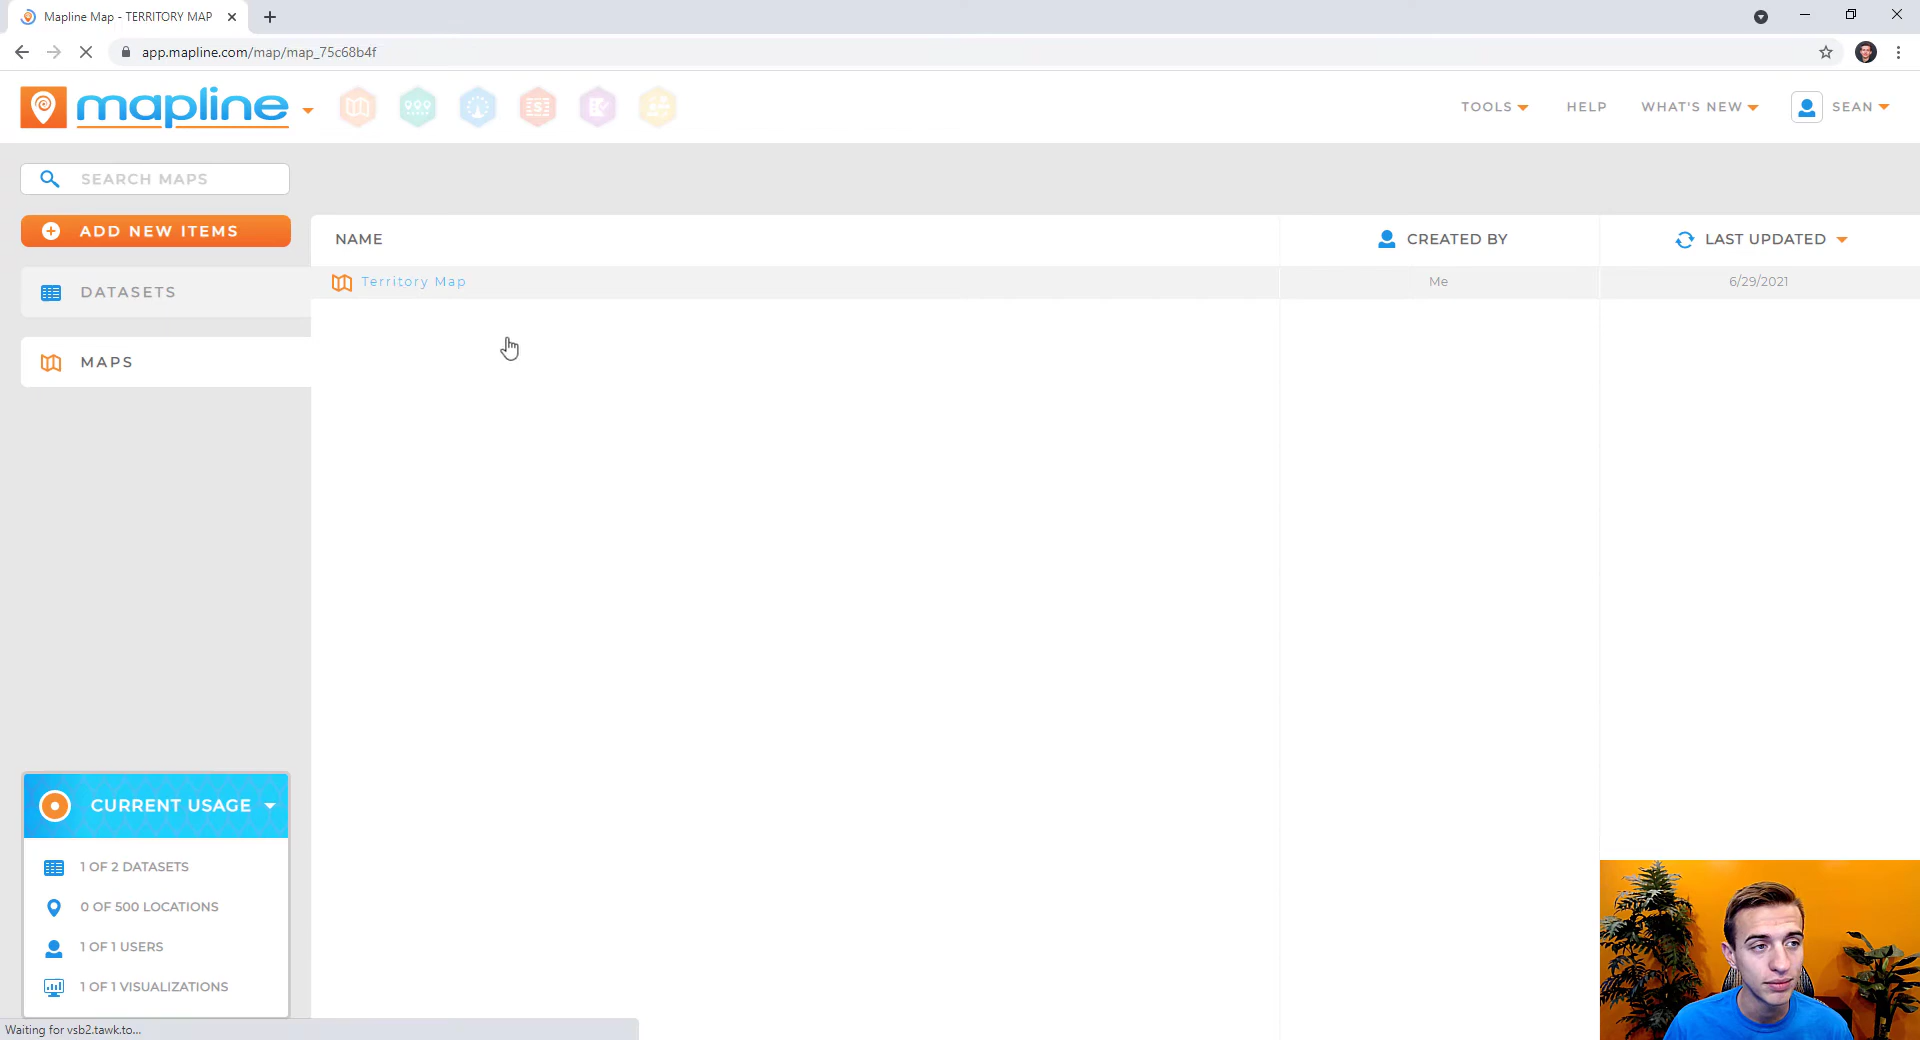 Mapline Map - TERRITORY MAP
app.mapline.com/map/map_75c68b4f
mapline
TOOLS
HELP
WHAT'S NEW
SEAN
SEARCH MAPS
ADD NEW ITEMS
NAME
CREATED BY
LAST UPDATED
Territory Map
Me
6/29/2021
DATASETS
MAPS
CURRENT USAGE
1 OF 2 DATASETS
0 OF 500 LOCATIONS
1 OF 1 USERS
1 OF 1 VISUALIZATIONS
Waiting for vsb2.tawk.to...